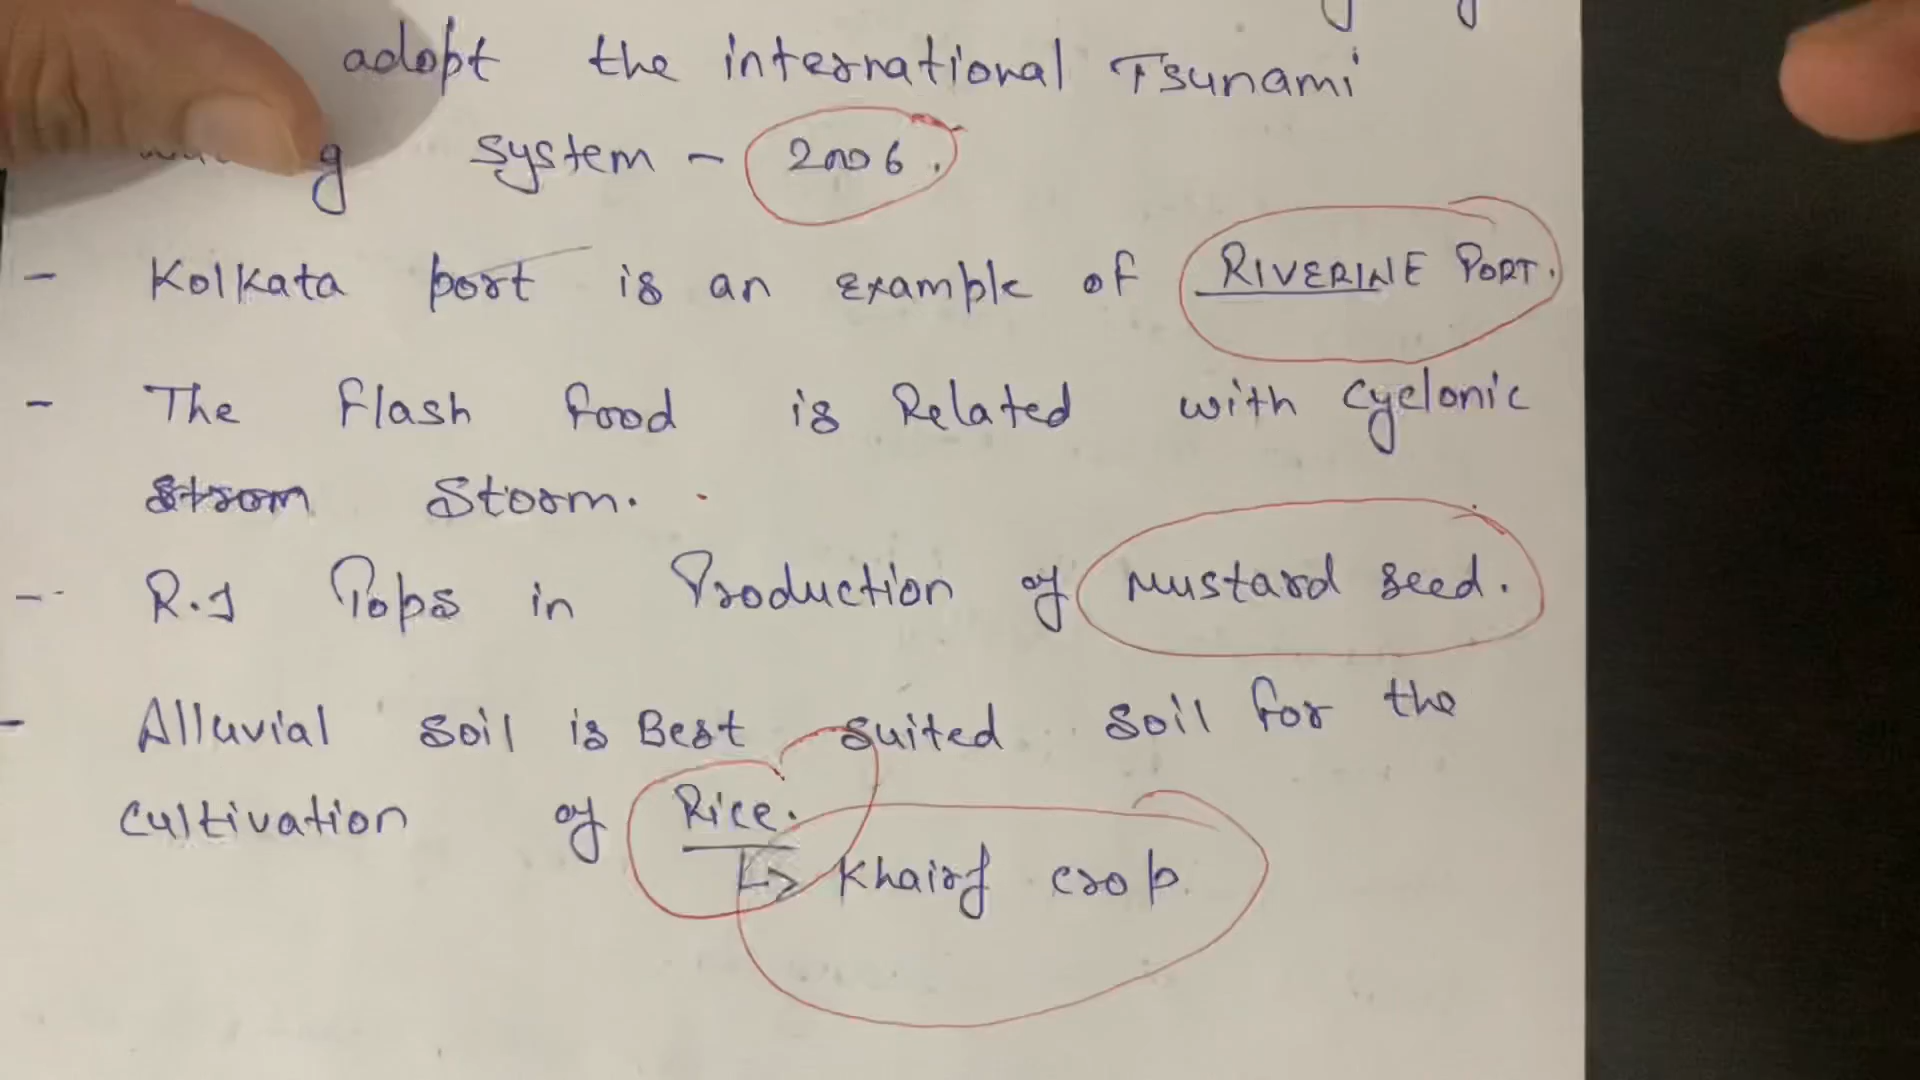 adopt the international Tsunami
system - 2006.
- Kolkata port is an example of RIVERINE PORT.
- The flash food is Related with cyclonic
strom storm.
- R.J Tops in Production of Mustard seed.
- Alluvial soil is Best suited soil for the
cultivation of Rice.
↳ Khairf crop